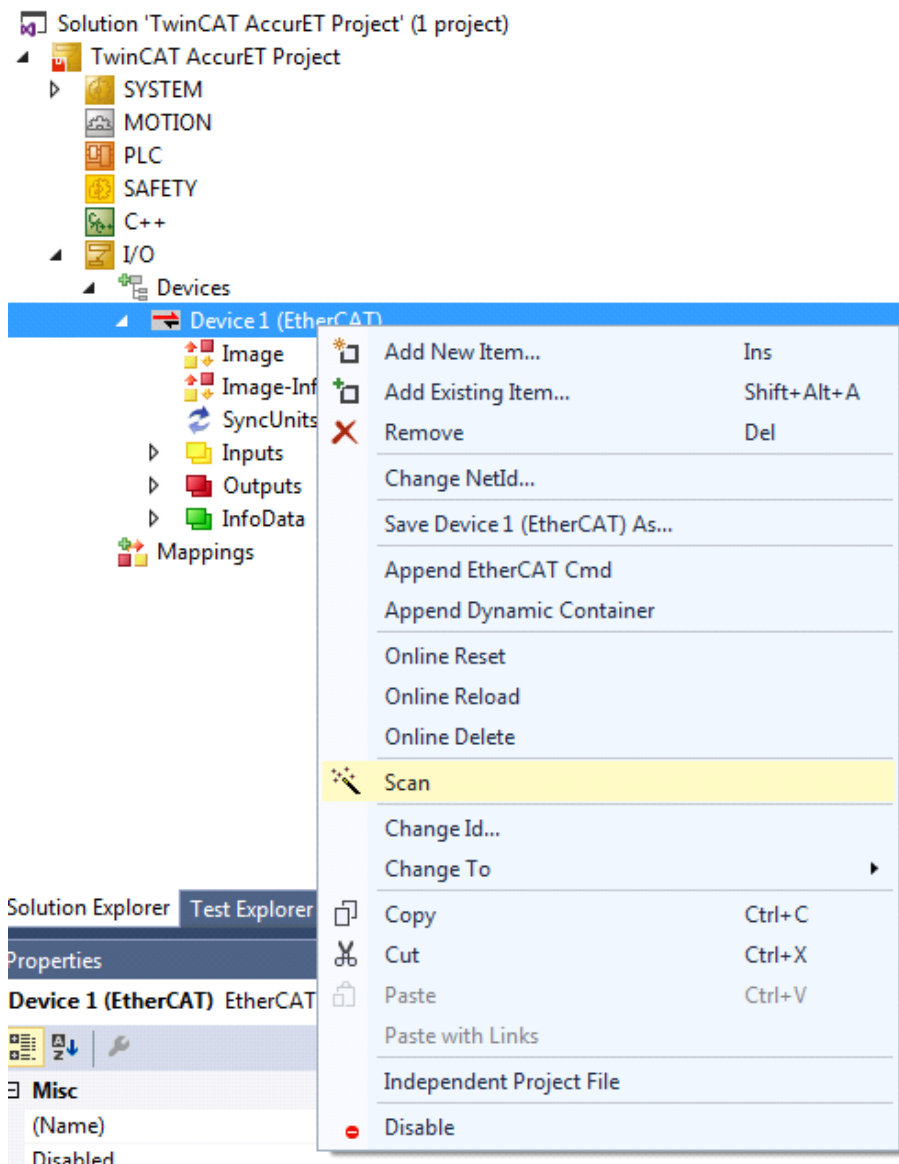 Solution 'TwinCAT AccurET Project' (1 project)
TwinCAT AccurET Project
SYSTEM
MOTION
PLC
SAFETY
C++
I/O
Devices
Device 1 (EtherCAT)
Image
Image-Inf
SyncUnits
Inputs
Outputs
InfoData
Mappings
Add New Item... Ins
Add Existing Item... Shift+Alt+A
Remove Del
Change NetId...
Save Device 1 (EtherCAT) As...
Append EtherCAT Cmd
Append Dynamic Container
Online Reset
Online Reload
Online Delete
Scan
Change Id...
Change To
Copy Ctrl+C
Cut Ctrl+X
Paste Ctrl+V
Paste with Links
Independent Project File
Disable
Solution Explorer Test Explorer
Properties
Device 1 (EtherCAT) EtherCAT
Misc
(Name)
Disabled